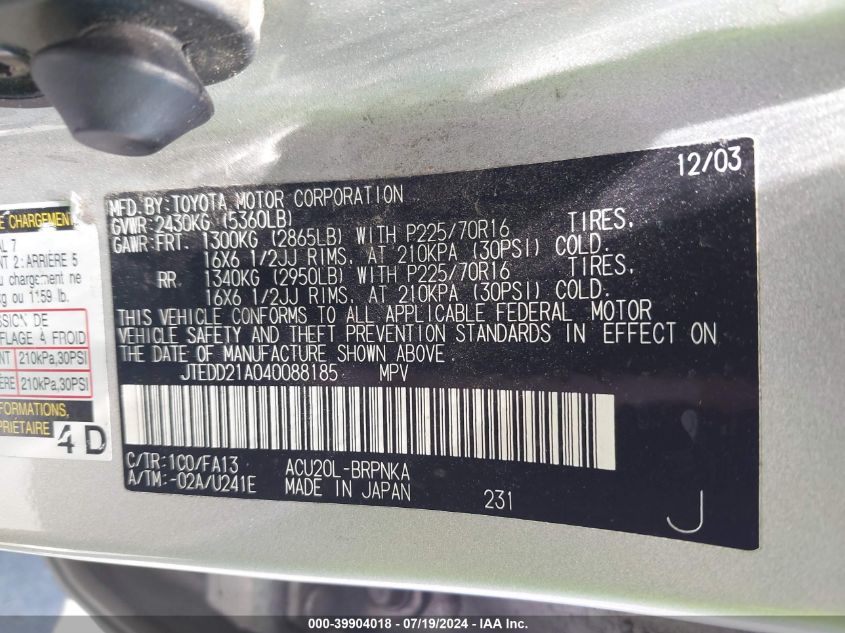 12/03
MFD.BY:TOYOTA MOTOR CORPORATION
GVWR:2430KG (5360LB)
GAWR:FRT. 1300KG (2865LB) WITH P225/70R16 TIRES.
16X6 1/2JJ RIMS. AT 210KPA (30PSI) COLD.
RR. 1340KG (2950LB) WITH P225/70R16 TIRES.
16X6 1/2JJ RIMS. AT 210KPA (30PSI) COLD.
THIS VEHICLE CONFORMS TO ALL APPLICABLE FEDERAL MOTOR
VEHICLE SAFETY AND THEFT PREVENTION STANDARDS IN EFFECT ON
THE DATE OF MANUFACTURE SHOWN ABOVE.
JTEDD21A040088185 MPV
C/TR:1C0/FA13 ACU20L-BRPNKA
A/TM:-02A/U241E MADE IN JAPAN 231
J
E CHARGEMENT
7
2: ARRIÈRE 5
chargement ne
kg ou 1159 lb.
DE
À FROID
210kPa,30PSI
210kPa,30PSI
4D
000-39904018 - 07/19/2024 - IAA Inc.